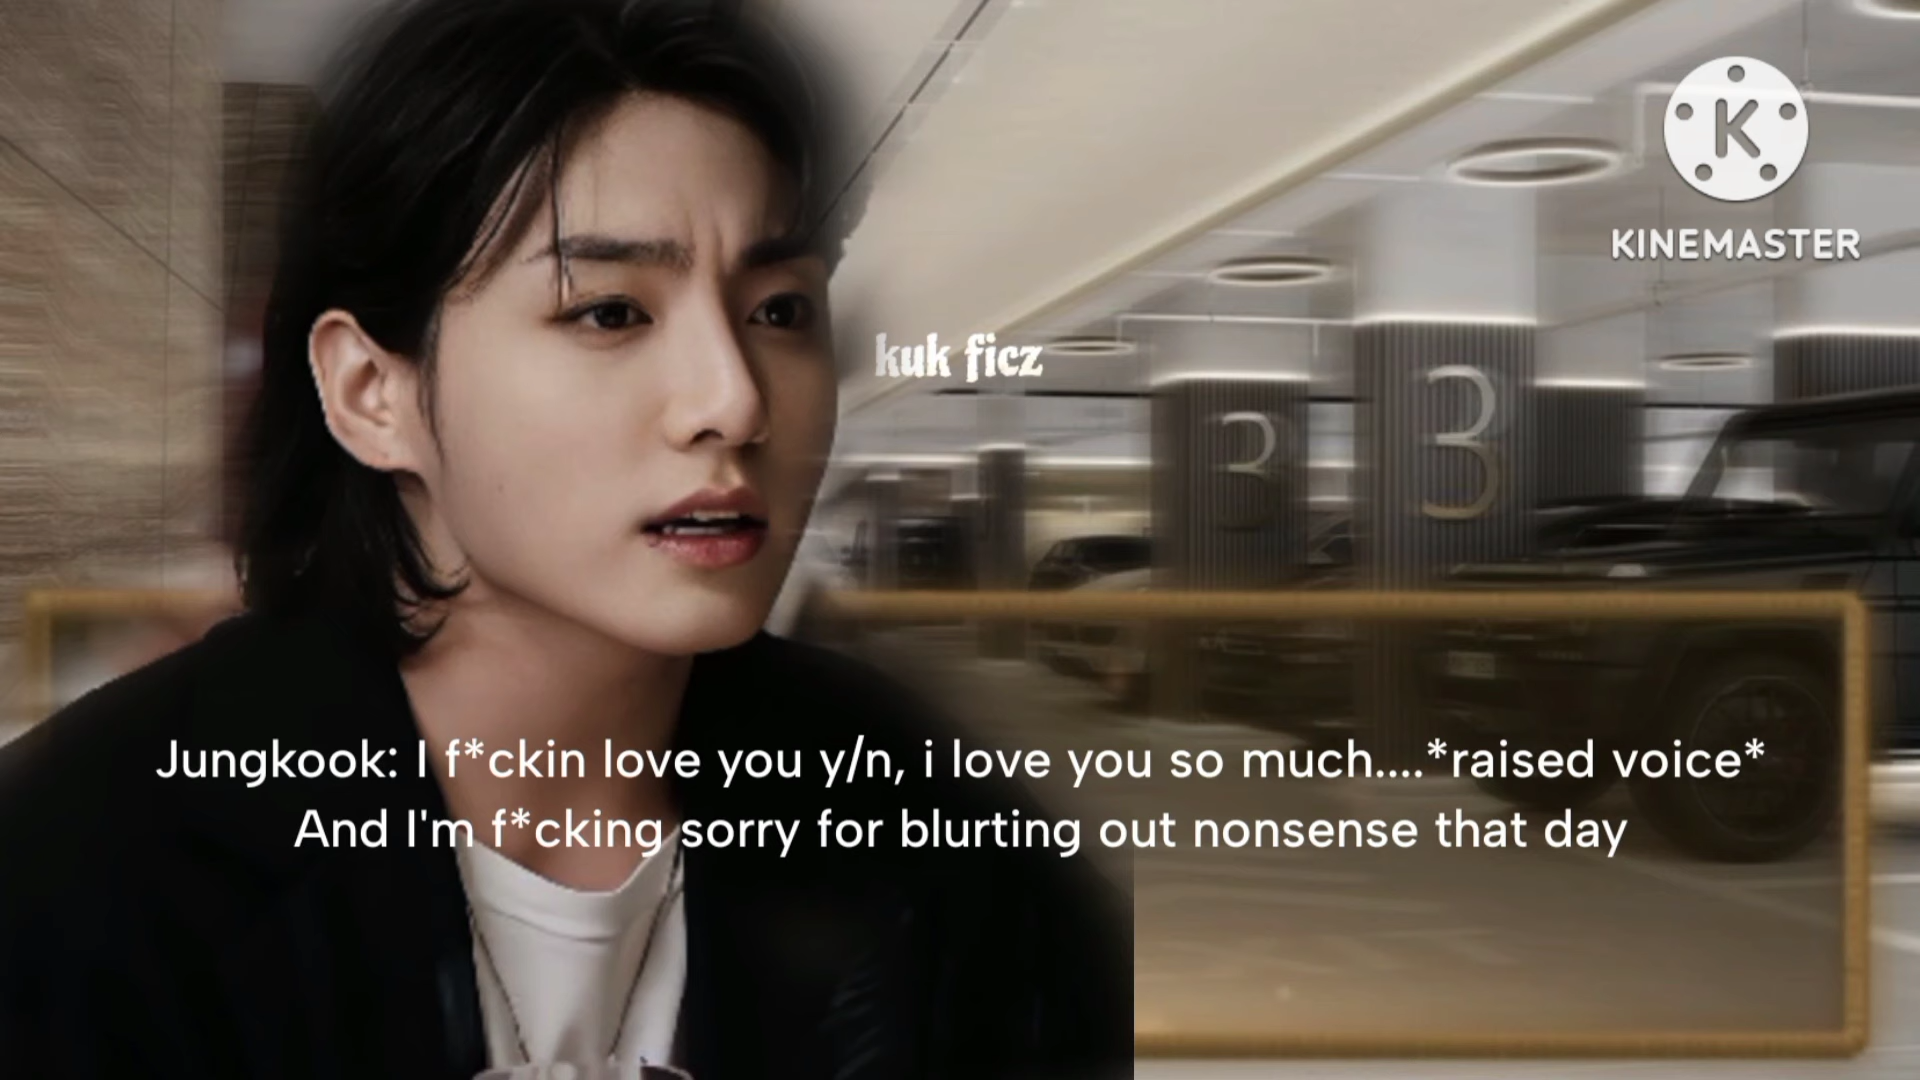 K
KINEMASTER
kuk ficz
3 3
Jungkook: I f*ckin love you y/n, i love you so much....*raised voice*
And I'm f*cking sorry for blurting out nonsense that day